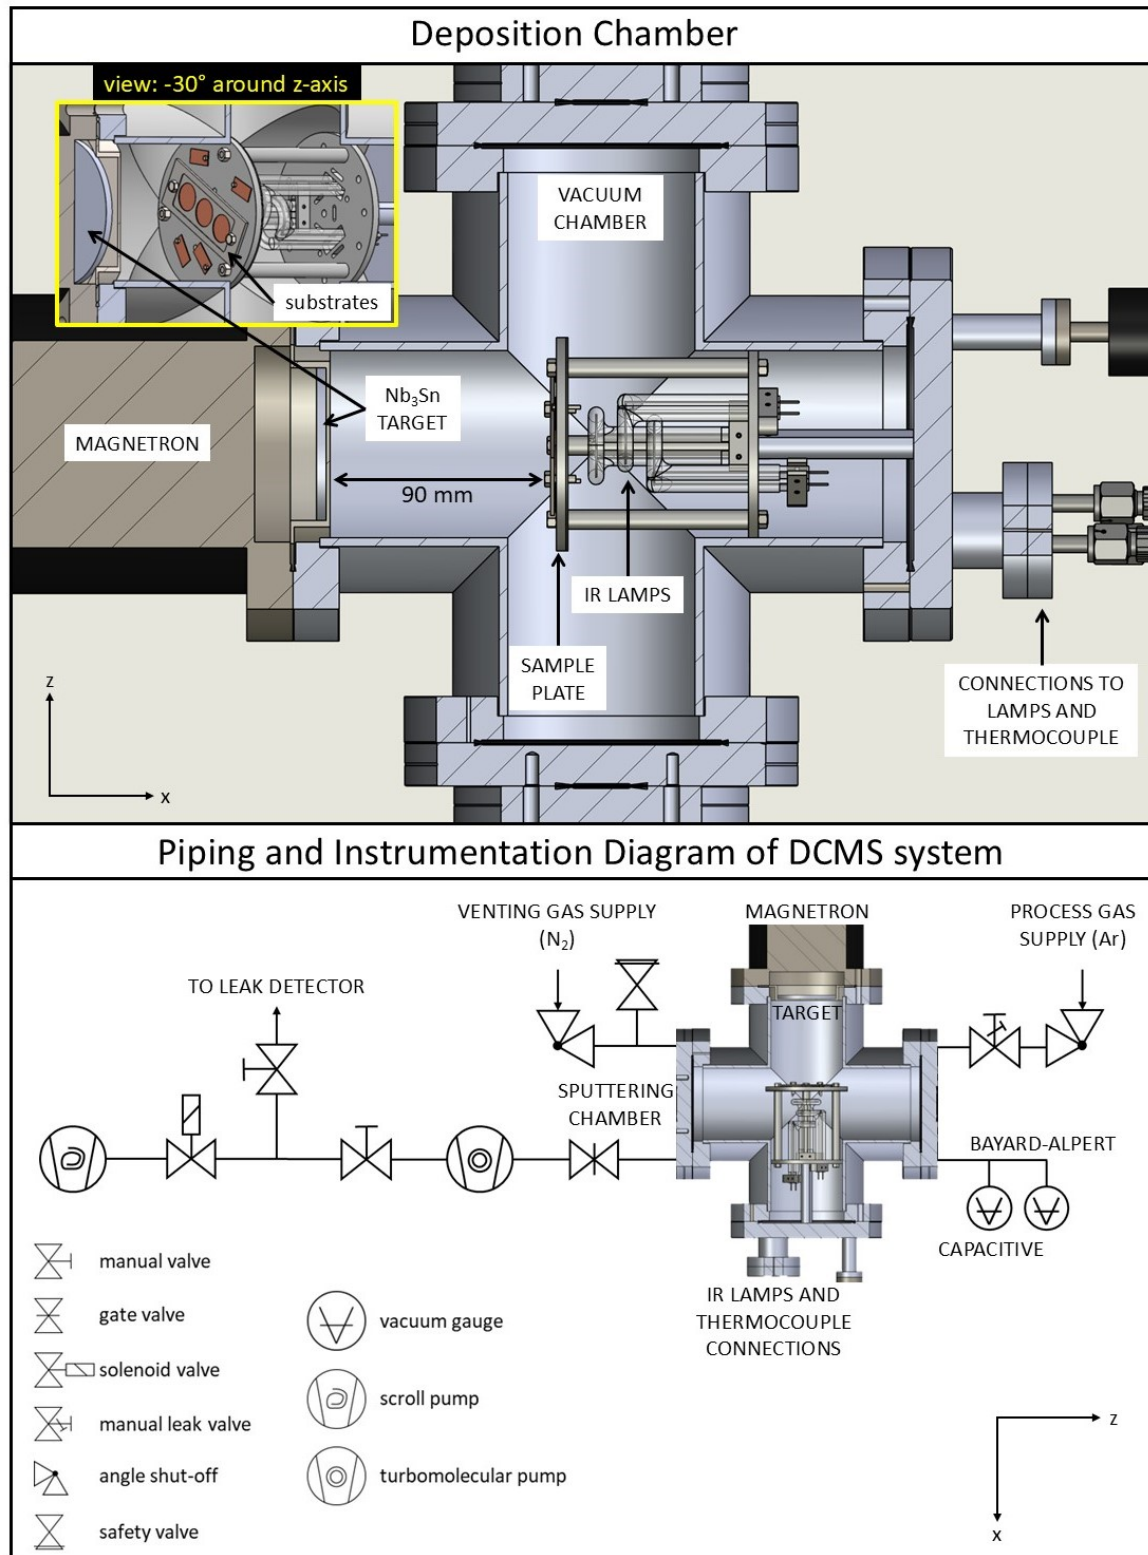 Deposition Chamber
view: -30° around z-axis
substrates
VACUUM
CHAMBER
Nb₃Sn
TARGET
MAGNETRON
90 mm
IR LAMPS
SAMPLE
PLATE
CONNECTIONS TO
LAMPS AND
THERMOCOUPLE
z
x
Piping and Instrumentation Diagram of DCMS system
VENTING GAS SUPPLY
(N₂)
MAGNETRON
PROCESS GAS
SUPPLY (Ar)
TO LEAK DETECTOR
TARGET
SPUTTERING
CHAMBER
BAYARD-ALPERT
CAPACITIVE
IR LAMPS AND
THERMOCOUPLE
CONNECTIONS
manual valve
gate valve
solenoid valve
manual leak valve
angle shut-off
safety valve
vacuum gauge
scroll pump
turbomolecular pump
z
x